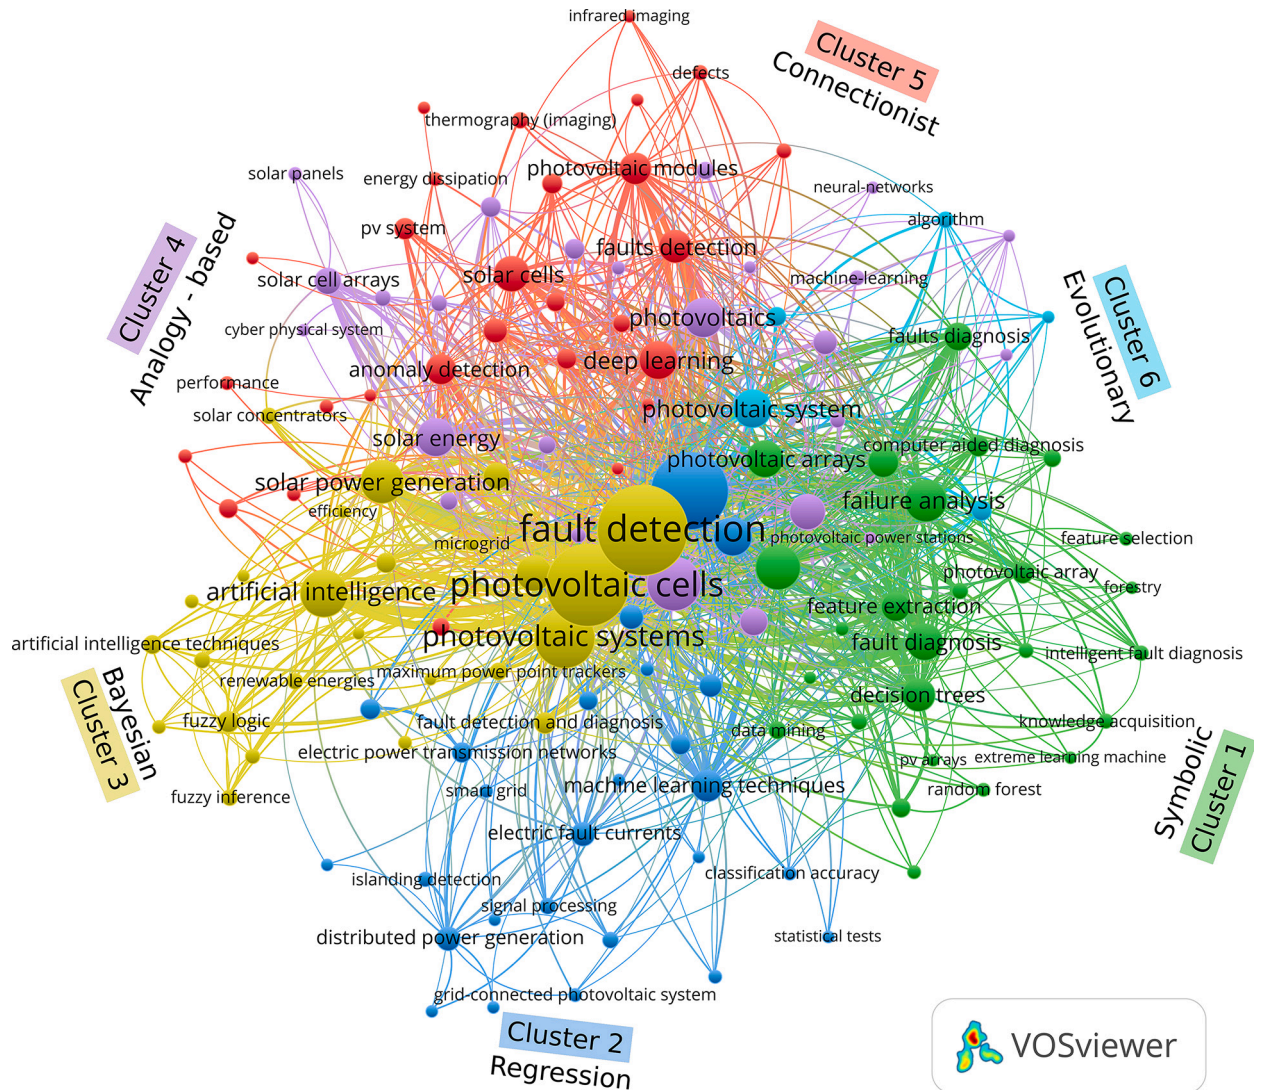 infrared imaging
Cluster 5
Connectionist
defects
thermography (imaging)
photovoltaic modules
solar panels
energy dissipation
neural-networks
algorithm
pv system
faults detection
Cluster 4
Analogy - based
solar cells
solar cell arrays
machine-learning
Cluster 6
Evolutionary
photovoltaics
cyber physical system
faults diagnosis
deep learning
anomaly detection
performance
solar concentrators
photovoltaic system
solar energy
computer aided diagnosis
photovoltaic arrays
solar power generation
failure analysis
efficiency
fault detection
photovoltaic power stations
feature selection
microgrid
photovoltaic array
photovoltaic cells
forestry
artificial intelligence
feature extraction
photovoltaic systems
fault diagnosis
artificial intelligence techniques
intelligent fault diagnosis
maximum power point trackers
renewable energies
decision trees
Bayesian
Cluster 3
fuzzy logic
fault detection and diagnosis
knowledge acquisition
data mining
electric power transmission networks
pv arrays
extreme learning machine
Symbolic
Cluster 1
machine learning techniques
smart grid
random forest
fuzzy inference
electric fault currents
classification accuracy
islanding detection
signal processing
distributed power generation
statistical tests
grid-connected photovoltaic system
Cluster 2
Regression
VOSviewer